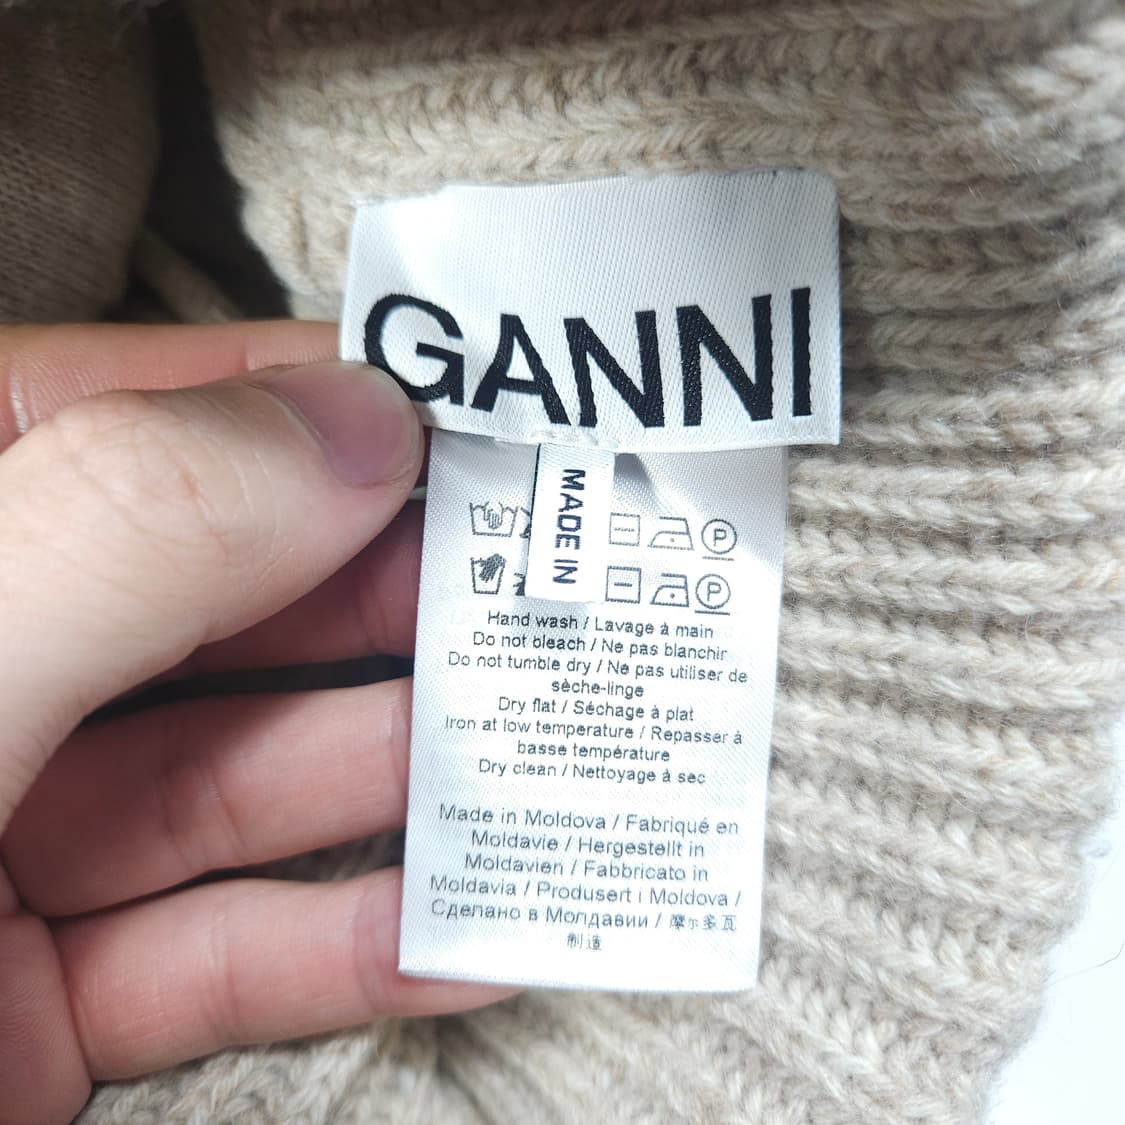 GANNI
MADE IN
P
P
Hand wash / Lavage à main
Do not bleach / Ne pas blanchir
Do not tumble dry / Ne pas utiliser de
sèche-linge
Dry flat / Séchage à plat
Iron at low temperature / Repasser à
basse température
Dry clean / Nettoyage à sec
Made in Moldova / Fabriqué en
Moldavie / Hergestellt in
Moldavien / Fabbricato in
Moldavia / Produsert i Moldova /
Сделано в Молдавии / 摩尔多瓦
制造